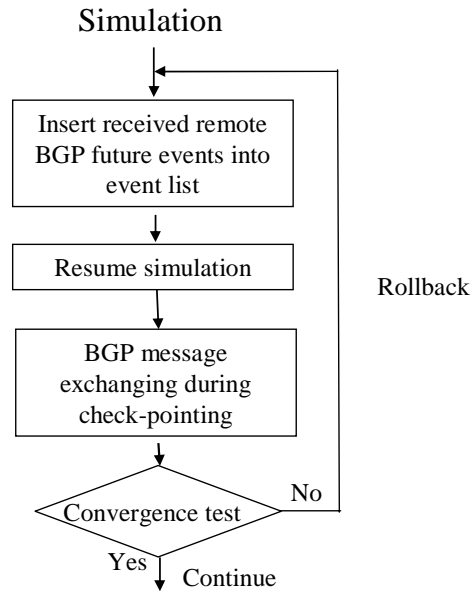 Simulation
Insert received remote
BGP future events into
event list
Resume simulation
Rollback
BGP message
exchanging during
check-pointing
No
Convergence test
Yes
Continue